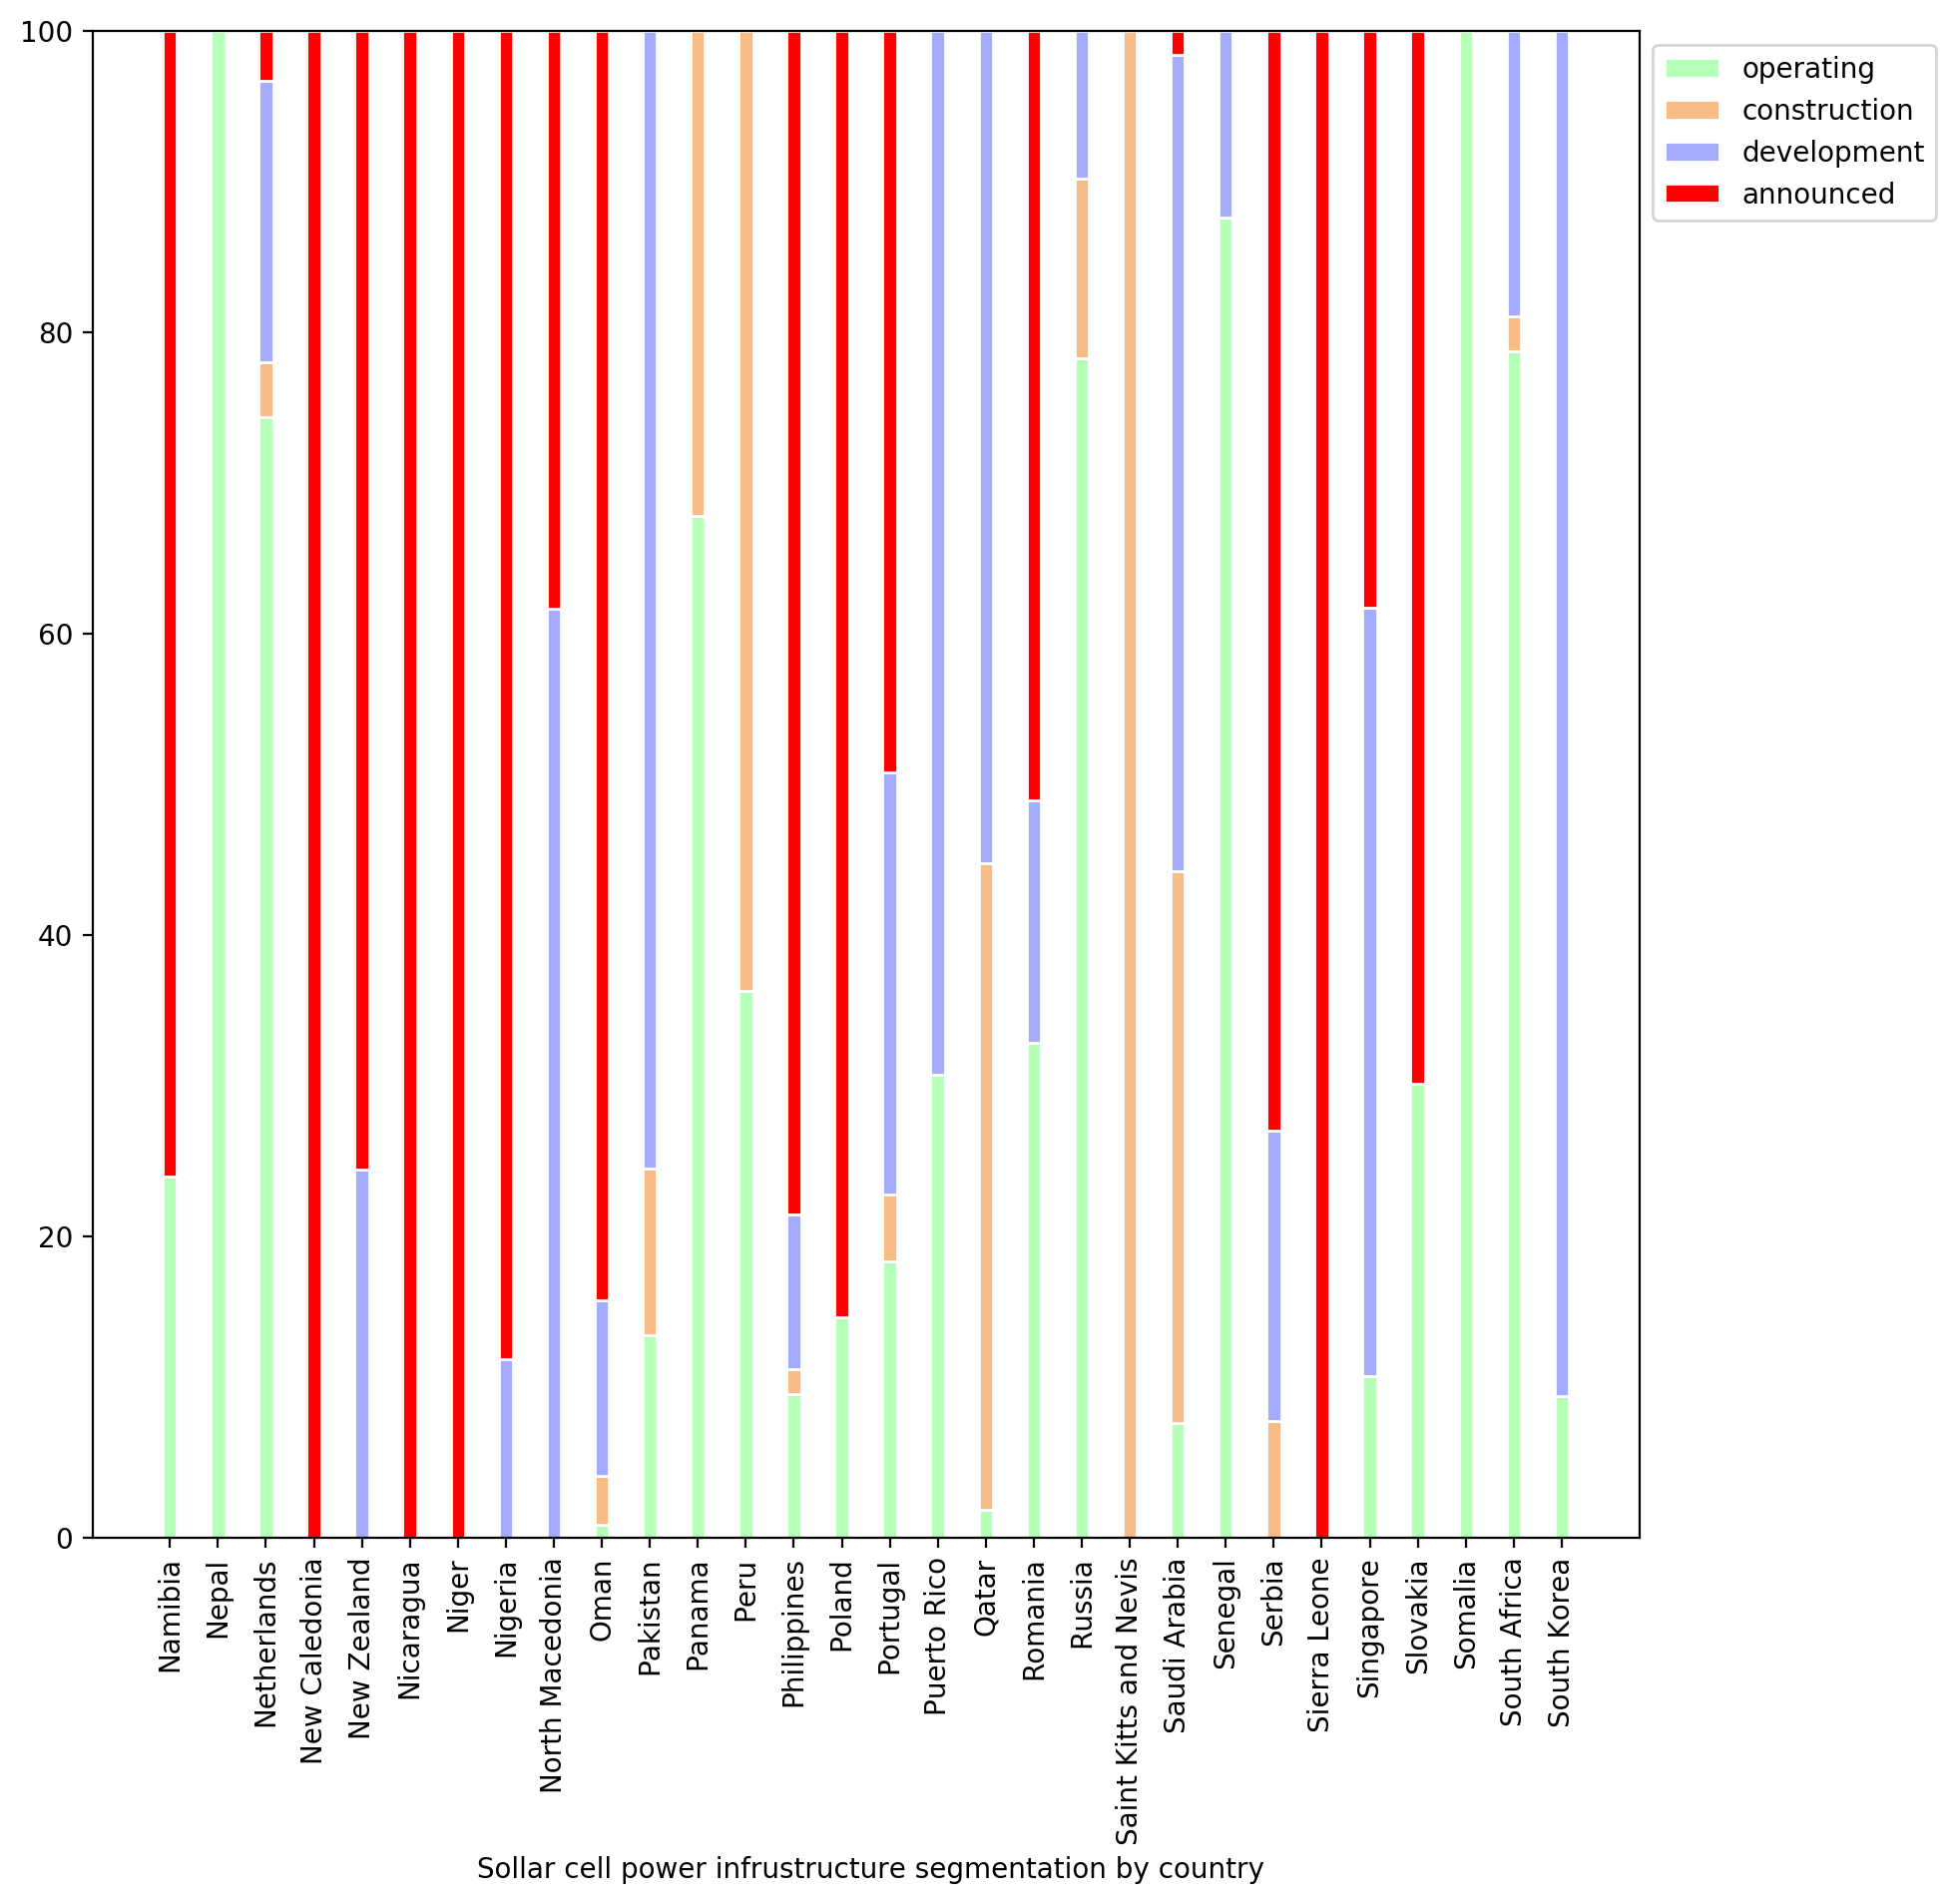 100
80
60
40
20
0
operating
construction
development
announced
Namibia
Nepal
Netherlands
New Caledonia
New Zealand
Nicaragua
Niger
Nigeria
North Macedonia
Oman
Pakistan
Panama
Peru
Philippines
Poland
Portugal
Puerto Rico
Qatar
Romania
Russia
Saint Kitts and Nevis
Saudi Arabia
Senegal
Serbia
Sierra Leone
Singapore
Slovakia
Somalia
South Africa
South Korea
Sollar cell power infrustructure segmentation by country